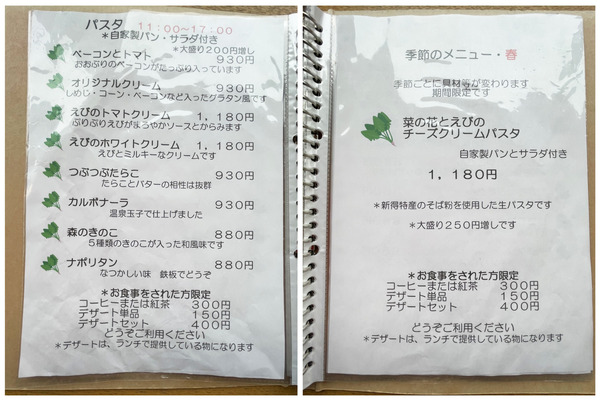 パスタ 11:00~17:00
*自家製パン・サラダ付き
*大盛り200円増し
ベーコンとトマト 930円
おおぶりのベーコンがたっぷり入っています
オリジナルクリーム 930円
しめじ・コーン・ベーコンなど入ったグラタン風です
えびのトマトクリーム 1,180円
ぷりぷりえびがまろやかソースとからみます
えびのホワイトクリーム 1,180円
えびとミルキーなクリームです
つぶつぶたらこ 930円
たらことバターの相性は抜群
カルボナーラ 930円
温泉玉子で仕上げました
森のきのこ 880円
5種類のきのこが入った和風味です
ナポリタン 880円
なつかしい味 鉄板でどうぞ
*お食事をされた方限定
コーヒーまたは紅茶 300円
デザート単品 150円
デザートセット 400円
どうぞご利用ください
*デザートは、ランチで提供している物になります
季節のメニュー・春
季節ごとに具材等が変わります
期間限定です
菜の花とえびの
チーズクリームパスタ
自家製パンとサラダ付き
1,180円
*新得特産のそば粉を使用した生パスタです
*大盛り250円増しです
*お食事をされた方限定
コーヒーまたは紅茶 300円
デザート単品 150円
デザートセット 400円
どうぞご利用ください
*デザートは、ランチで提供している物になります